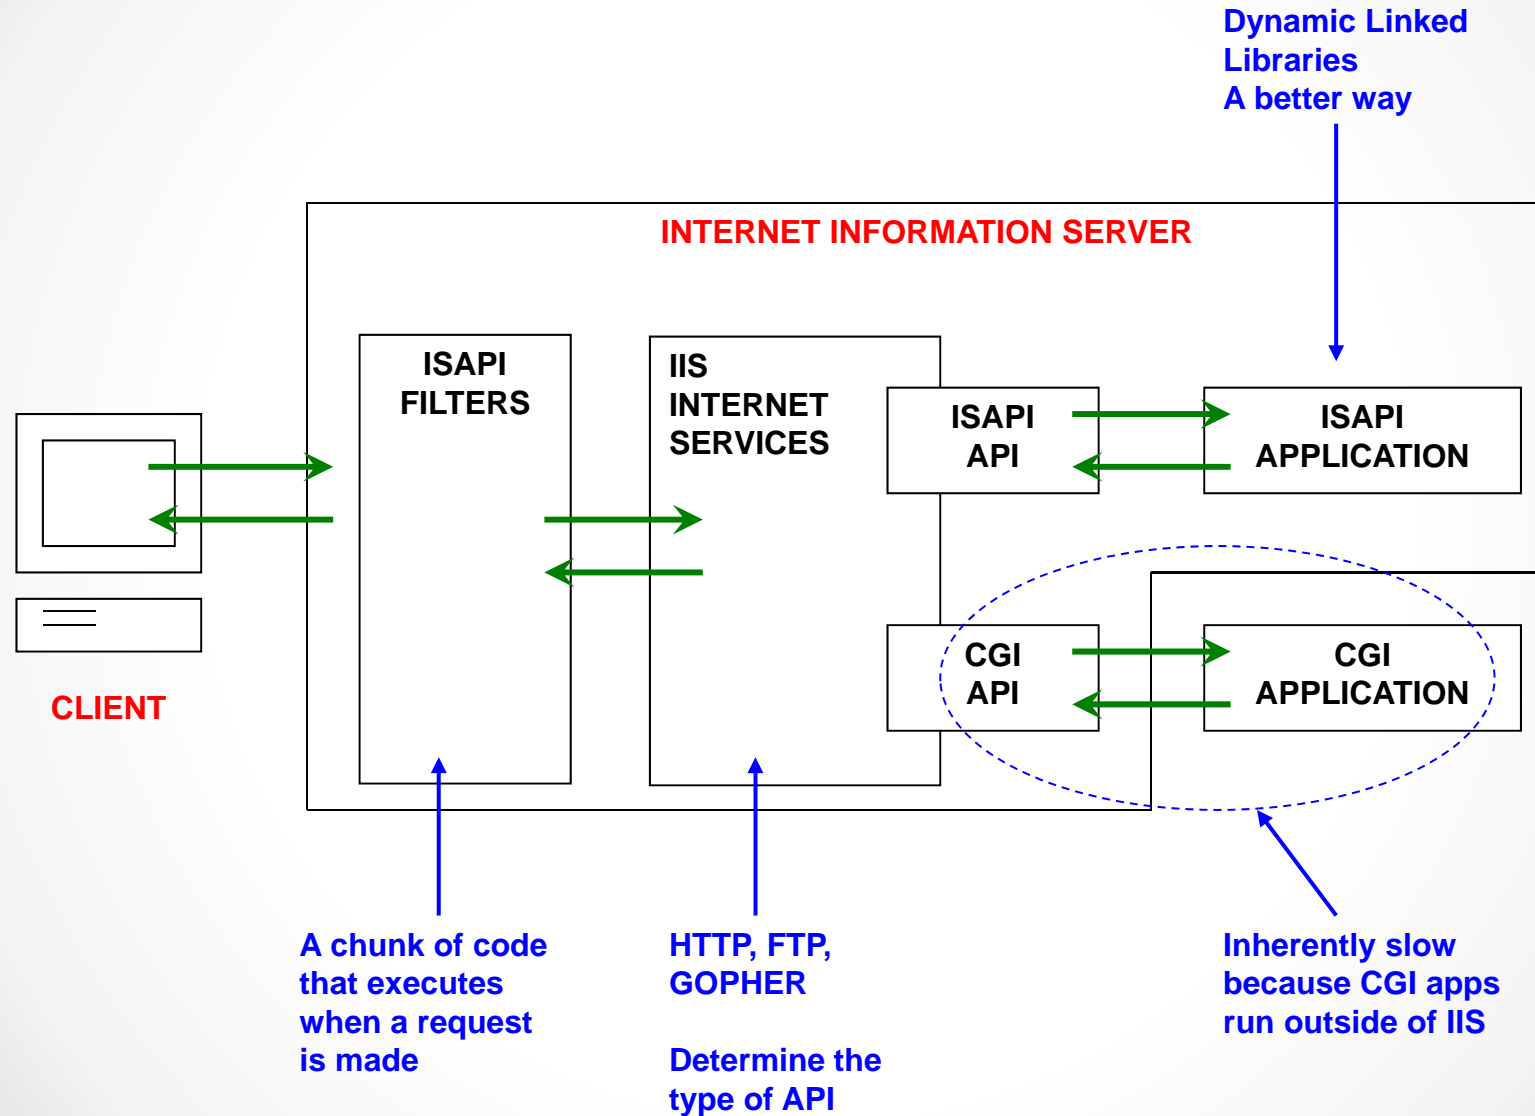 Dynamic Linked
Libraries
A better way
INTERNET INFORMATION SERVER
ISAPI
FILTERS
IIS
INTERNET
SERVICES
ISAPI
API
ISAPI
APPLICATION
CGI
API
CGI
APPLICATION
CLIENT
A chunk of code
that executes
when a request
is made
HTTP, FTP,
GOPHER
Determine the
type of API
Inherently slow
because CGI apps
run outside of IIS